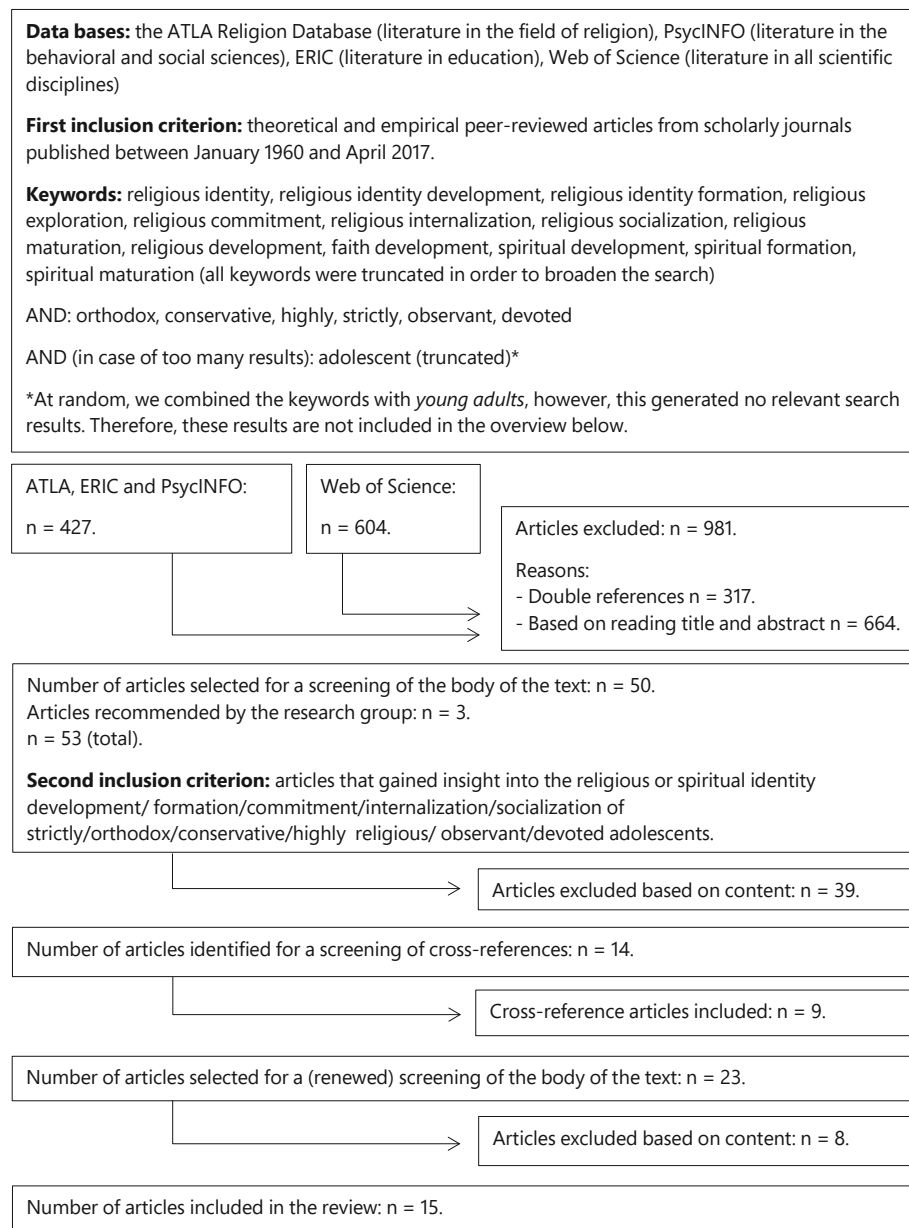 Data bases: the ATLA Religion Database (literature in the field of religion), PsycINFO (literature in the
behavioral and social sciences), ERIC (literature in education), Web of Science (literature in all scientific
disciplines)
First inclusion criterion: theoretical and empirical peer-reviewed articles from scholarly journals
published between January 1960 and April 2017.
Keywords: religious identity, religious identity development, religious identity formation, religious
exploration, religious commitment, religious internalization, religious socialization, religious
maturation, religious development, faith development, spiritual development, spiritual formation,
spiritual maturation (all keywords were truncated in order to broaden the search)
AND: orthodox, conservative, highly, strictly, observant, devoted
AND (in case of too many results): adolescent (truncated)*
*At random, we combined the keywords with young adults, however, this generated no relevant search
results. Therefore, these results are not included in the overview below.
ATLA, ERIC and PsycINFO:
n = 427.
Web of Science:
n = 604.
Articles excluded: n = 981.
Reasons:
- Double references n = 317.
- Based on reading title and abstract n = 664.
Number of articles selected for a screening of the body of the text: n = 50.
Articles recommended by the research group: n = 3.
n = 53 (total).
Second inclusion criterion: articles that gained insight into the religious or spiritual identity
development/ formation/commitment/internalization/socialization of
strictly/orthodox/conservative/highly religious/ observant/devoted adolescents.
Articles excluded based on content: n = 39.
Number of articles identified for a screening of cross-references: n = 14.
Cross-reference articles included: n = 9.
Number of articles selected for a (renewed) screening of the body of the text: n = 23.
Articles excluded based on content: n = 8.
Number of articles included in the review: n = 15.